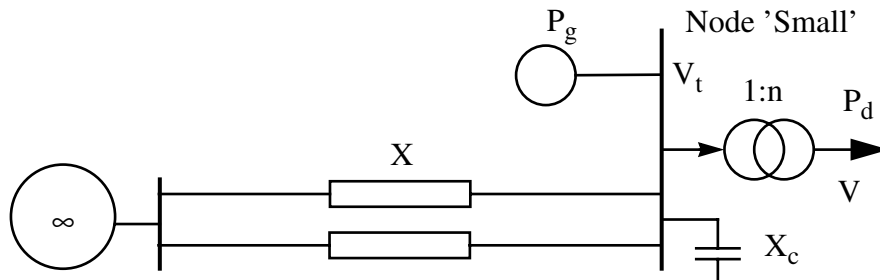 P_g
Node 'Small'
V_t
1:n
P_d
X
V
∞
X_c